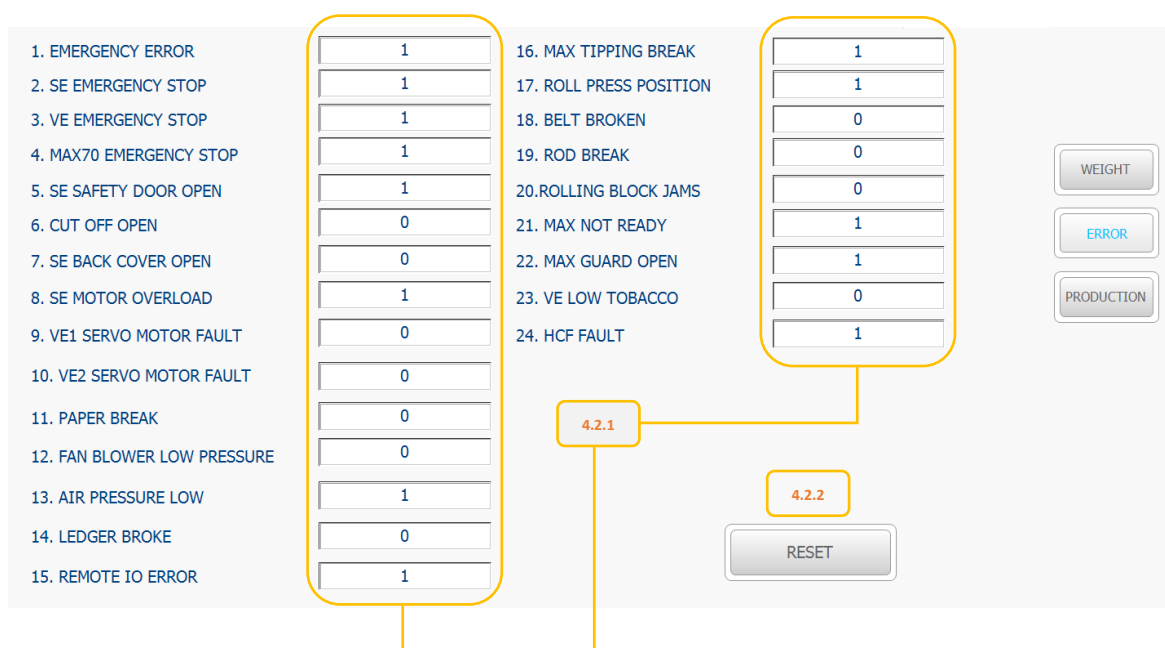 1. EMERGENCY ERROR 1
2. SE EMERGENCY STOP 1
3. VE EMERGENCY STOP 1
4. MAX70 EMERGENCY STOP 1
5. SE SAFETY DOOR OPEN 1
6. CUT OFF OPEN 0
7. SE BACK COVER OPEN 0
8. SE MOTOR OVERLOAD 1
9. VE1 SERVO MOTOR FAULT 0
10. VE2 SERVO MOTOR FAULT 0
11. PAPER BREAK 0
12. FAN BLOWER LOW PRESSURE 0
13. AIR PRESSURE LOW 1
14. LEDGER BROKE 0
15. REMOTE IO ERROR 1
16. MAX TIPPING BREAK 1
17. ROLL PRESS POSITION 1
18. BELT BROKEN 0
19. ROD BREAK 0
20.ROLLING BLOCK JAMS 0
21. MAX NOT READY 1
22. MAX GUARD OPEN 1
23. VE LOW TOBACCO 0
24. HCF FAULT 1
4.2.1
4.2.2
RESET
WEIGHT
ERROR
PRODUCTION